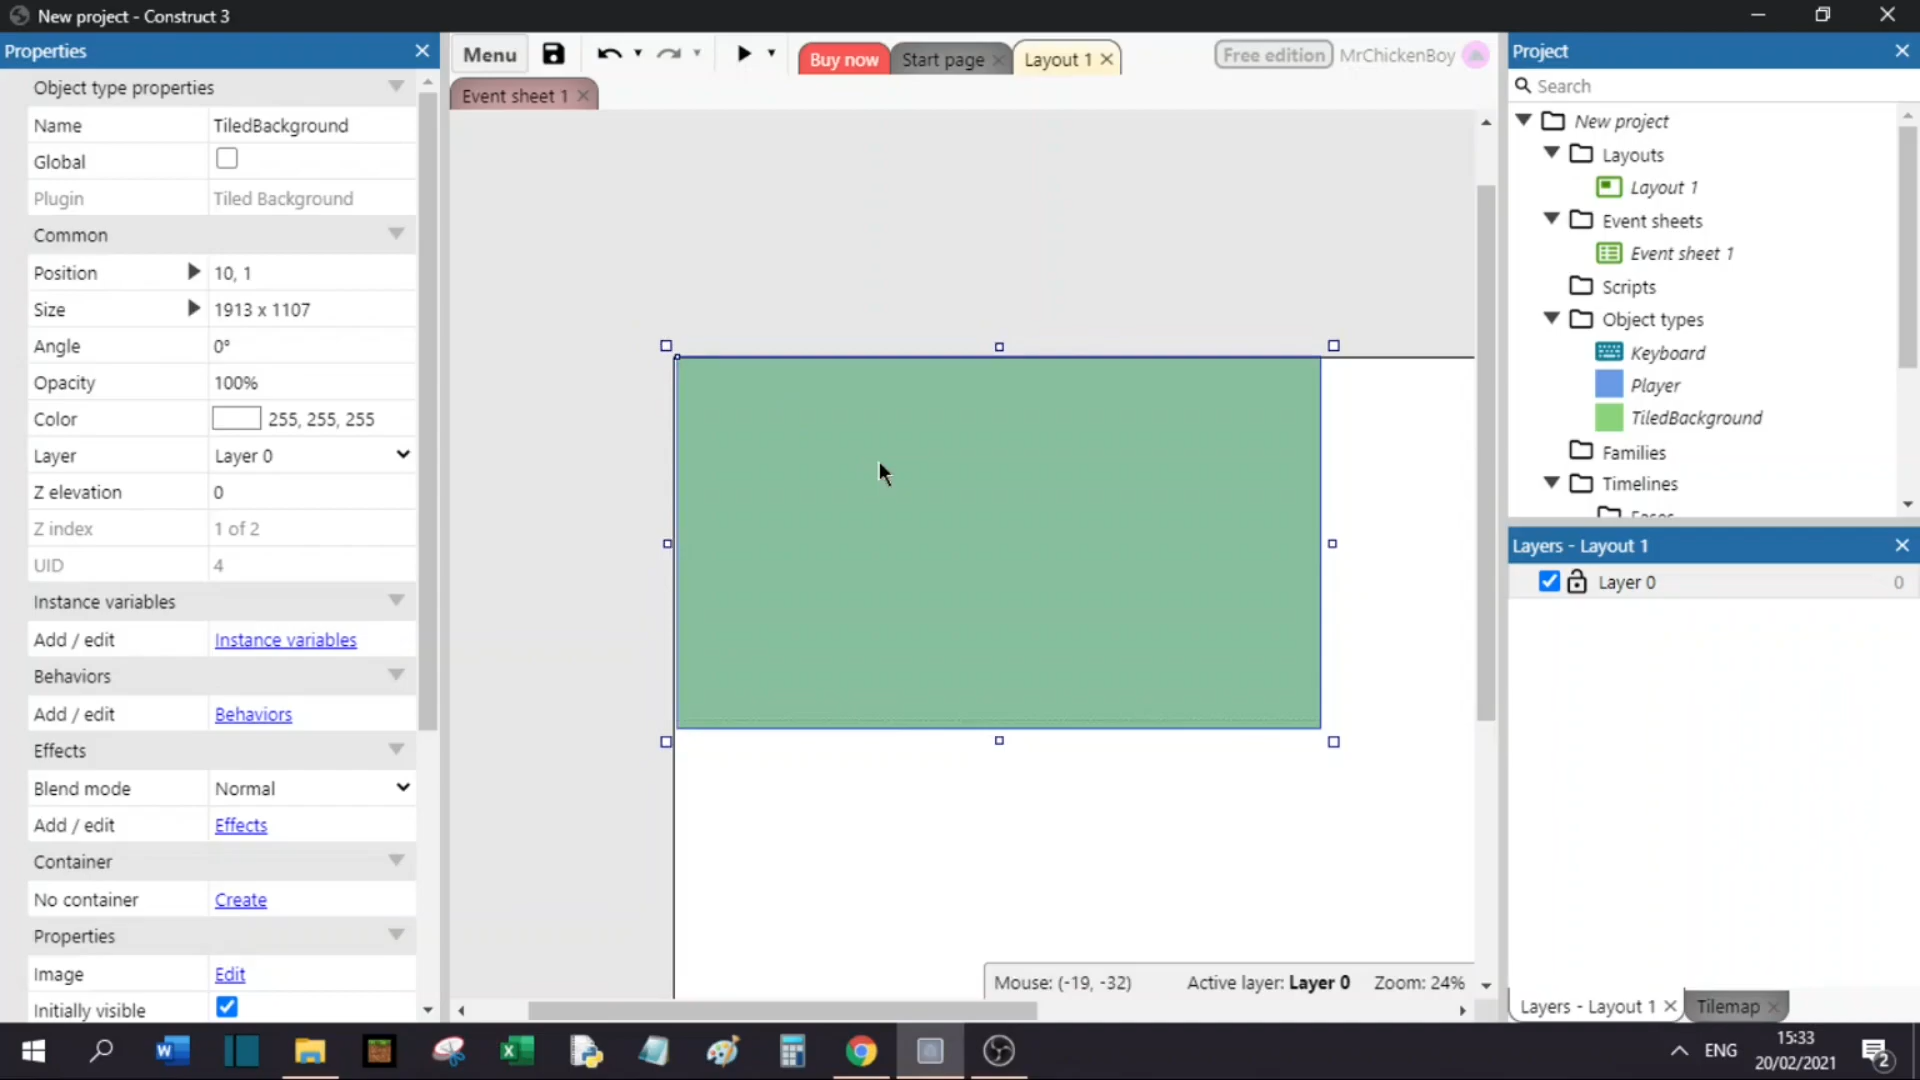 New project - Construct 3
Properties
Object type properties
Name TiledBackground
Global
Plugin Tiled Background
Common
Position 10, 1
Size 1913 x 1107
Angle 0°
Opacity 100%
Color 255, 255, 255
Layer Layer 0
Z elevation 0
Z index 1 of 2
UID 4
Instance variables
Add / edit Instance variables
Behaviors
Add / edit Behaviors
Effects
Blend mode Normal
Add / edit Effects
Container
No container Create
Properties
Image Edit
Initially visible
Menu Buy now Start page Layout 1 Free edition MrChickenBoy
Event sheet 1
Mouse: (-19, -32) Active layer: Layer 0 Zoom: 24%
Project
Search
New project
Layouts
Layout 1
Event sheets
Event sheet 1
Scripts
Object types
Keyboard
Player
TiledBackground
Families
Timelines
Layers - Layout 1
Layer 0 0
Layers - Layout 1 Tilemap
ENG 15:33
20/02/2021 2